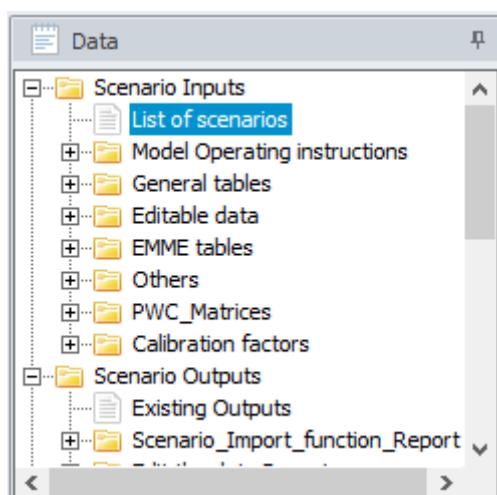 Data
Scenario Inputs
List of scenarios
Model Operating instructions
General tables
Editable data
EMME tables
Others
PWC_Matrices
Calibration factors
Scenario Outputs
Existing Outputs
Scenario_Import_function_Report